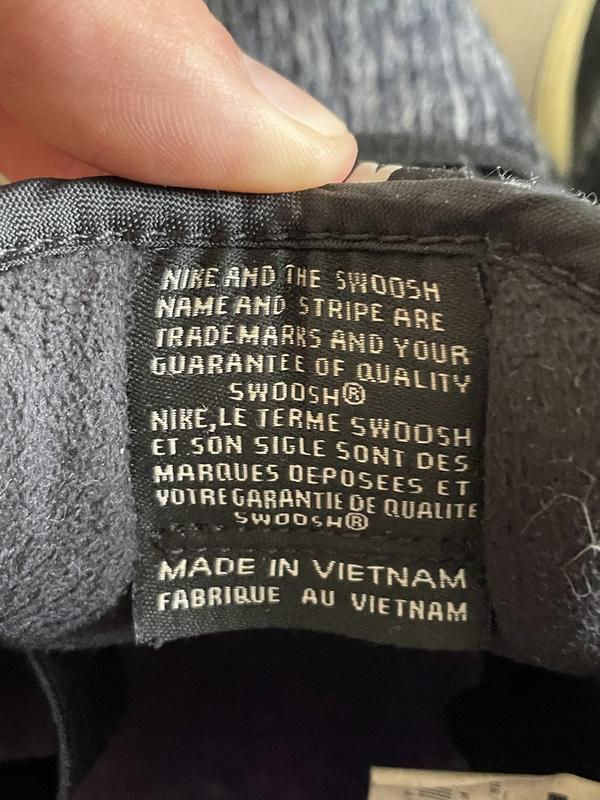 NIKE AND THE SWOOSH
NAME AND STRIPE ARE
TRADEMARKS AND YOUR
GUARANTEE OF QUALITY
SWOOSH®
NIKE, LE TERME SWOOSH
ET SON SIGLE SONT DES
MARQUES DEPOSEES ET
VOTRE GARANTIE DE QUALITE
SWOOSH®
MADE IN VIETNAM
FABRIQUE AU VIETNAM